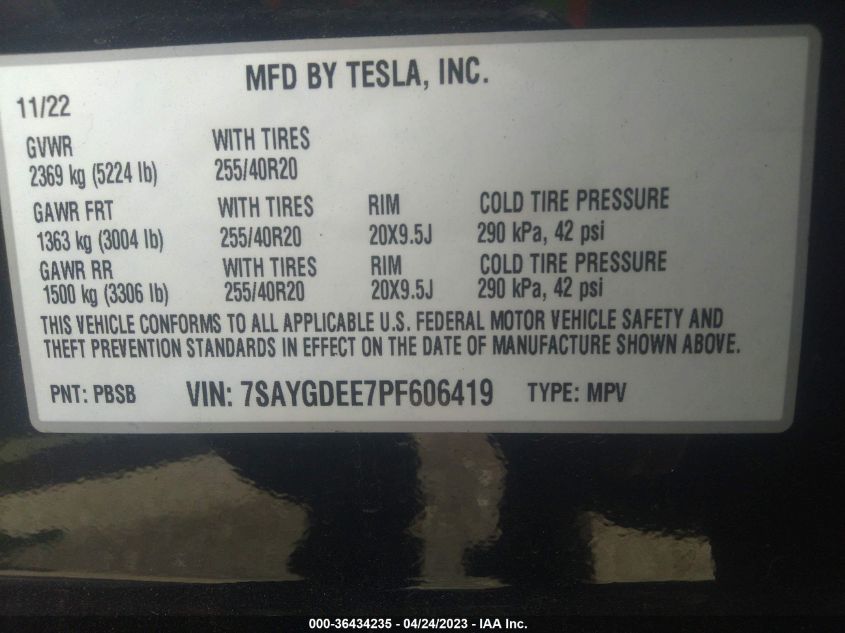 MFD BY TESLA, INC.
11/22
GVWR WITH TIRES
2369 kg (5224 lb) 255/40R20
GAWR FRT WITH TIRES RIM COLD TIRE PRESSURE
1363 kg (3004 lb) 255/40R20 20X9.5J 290 kPa, 42 psi
GAWR RR WITH TIRES RIM COLD TIRE PRESSURE
1500 kg (3306 lb) 255/40R20 20X9.5J 290 kPa, 42 psi
THIS VEHICLE CONFORMS TO ALL APPLICABLE U.S. FEDERAL MOTOR VEHICLE SAFETY AND
THEFT PREVENTION STANDARDS IN EFFECT ON THE DATE OF MANUFACTURE SHOWN ABOVE.
PNT: PBSB VIN: 7SAYGDEE7PF606419 TYPE: MPV
000-36434235 - 04/24/2023 - IAA Inc.